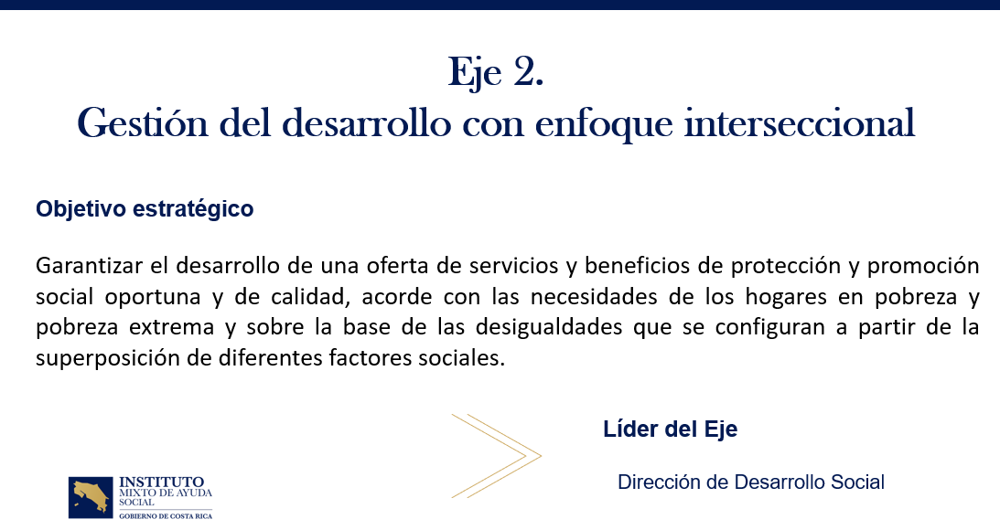 Eje 2.
Gestión del desarrollo con enfoque interseccional
Objetivo estratégico
Garantizar el desarrollo de una oferta de servicios y beneficios de protección y promoción
social oportuna y de calidad, acorde con las necesidades de los hogares en pobreza y
pobreza extrema y sobre la base de las desigualdades que se configuran a partir de la
superposición de diferentes factores sociales.
Líder del Eje
Dirección de Desarrollo Social
INSTITUTO
MIXTO DE AYUDA
SOCIAL
GOBIERNO DE COSTA RICA